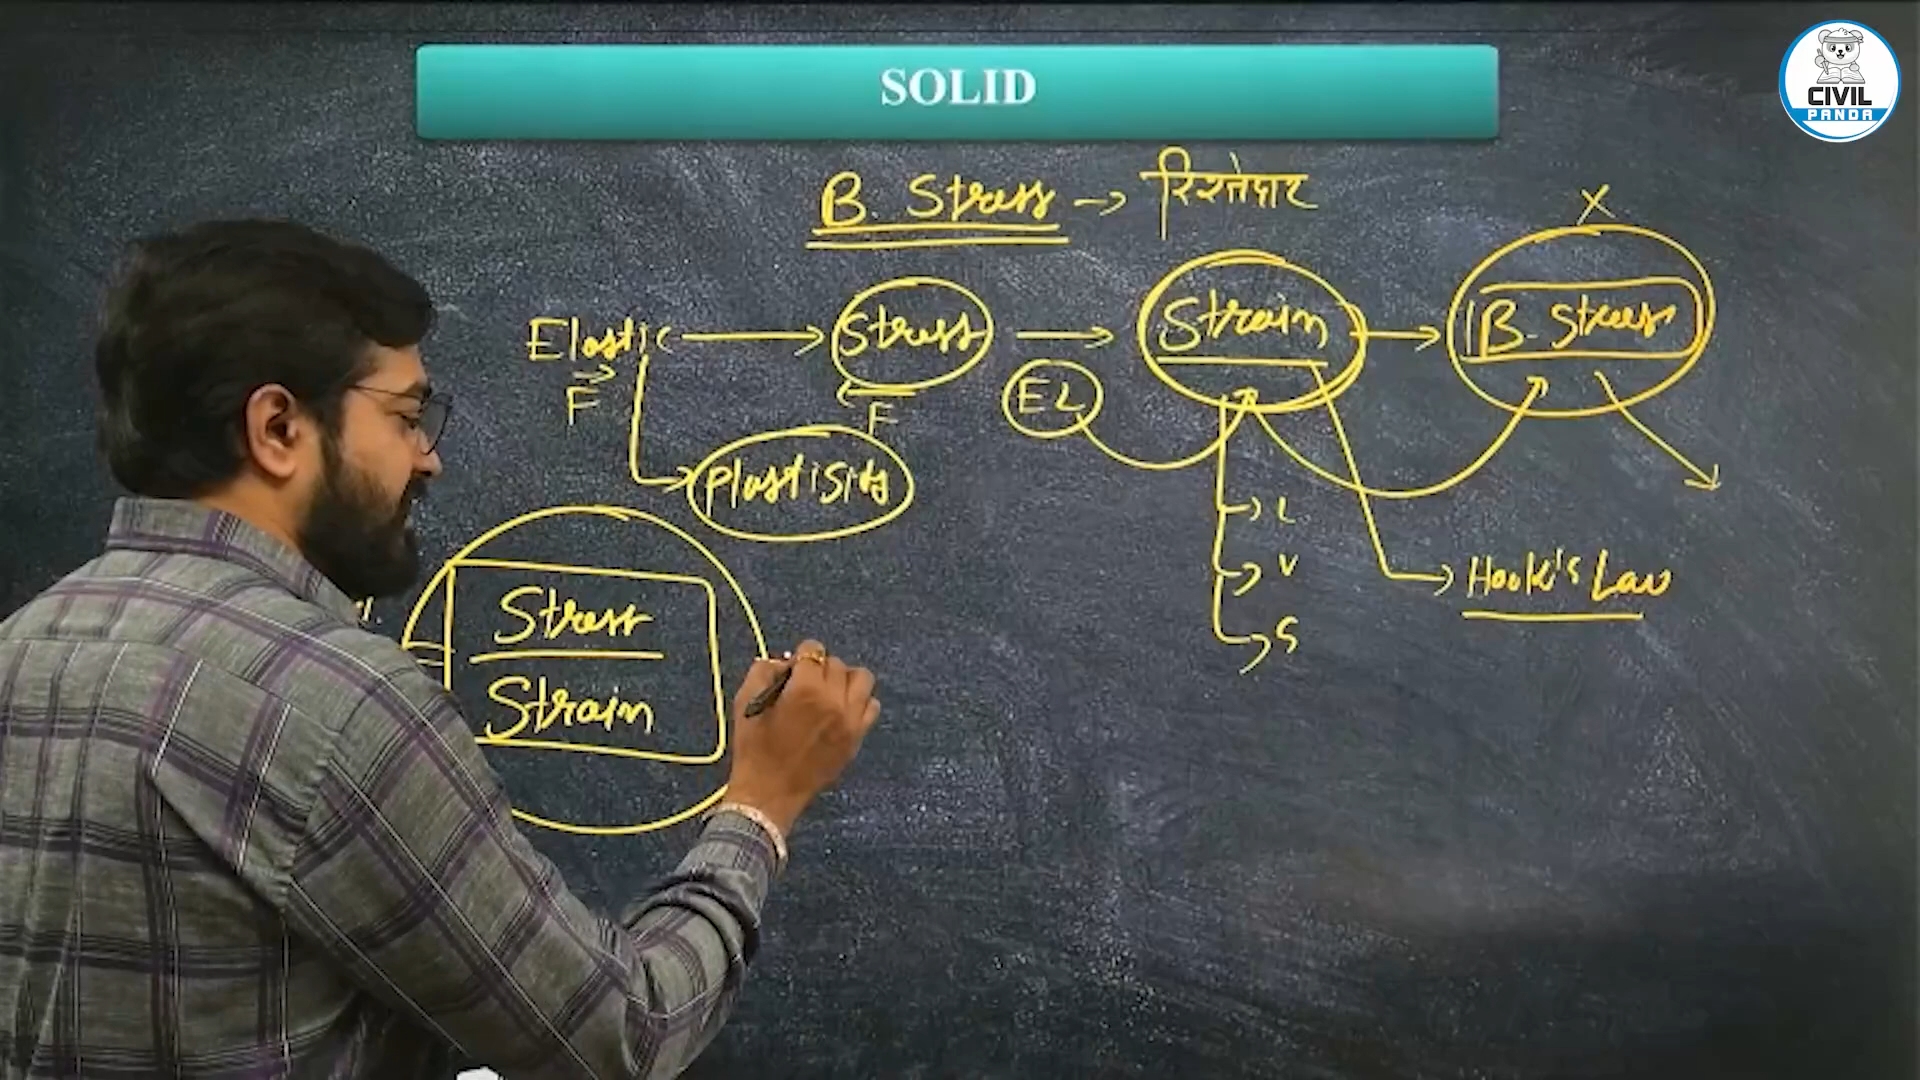 SOLID
CIVIL
PANDA
B. Stress → रिश्तेदार
X
Elastic → Stress → Strain → B. Stress
F
F
EL
Plastisity
L
V
S
Hook's Law
Stress
Strain